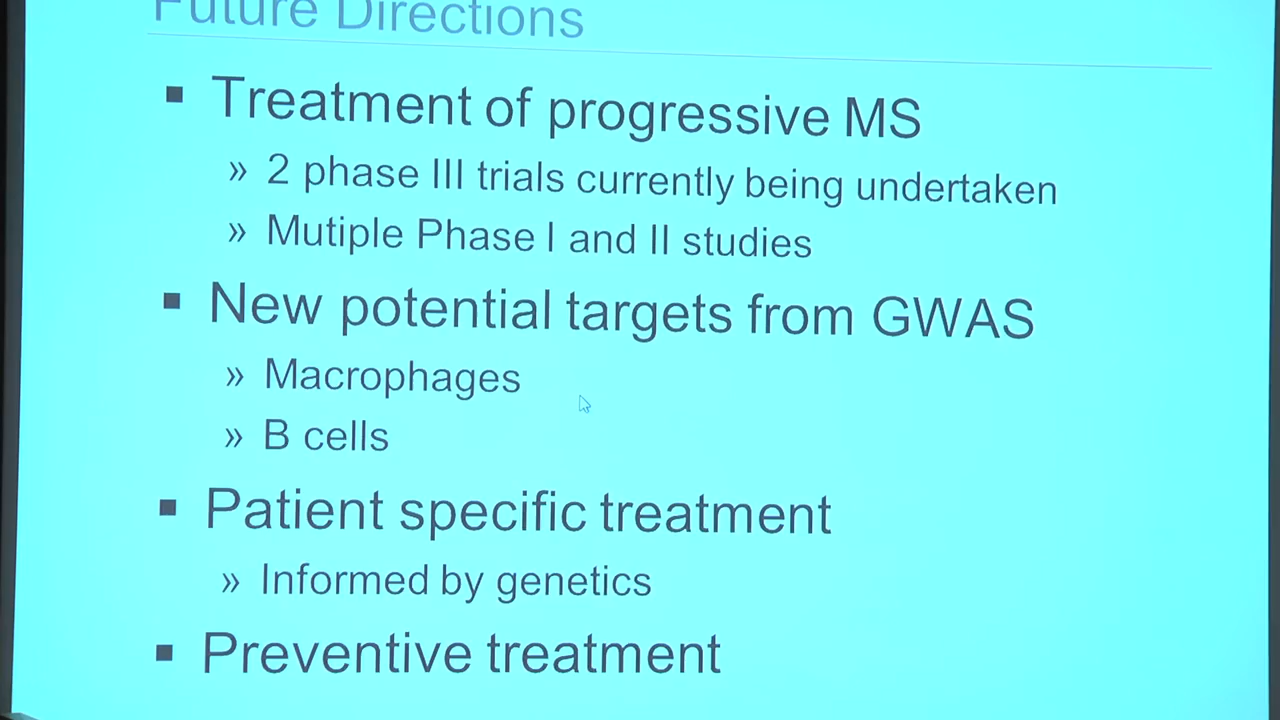 Future Directions
▪ Treatment of progressive MS
» 2 phase III trials currently being undertaken
» Mutiple Phase I and II studies
▪ New potential targets from GWAS
» Macrophages
» B cells
▪ Patient specific treatment
» Informed by genetics
▪ Preventive treatment